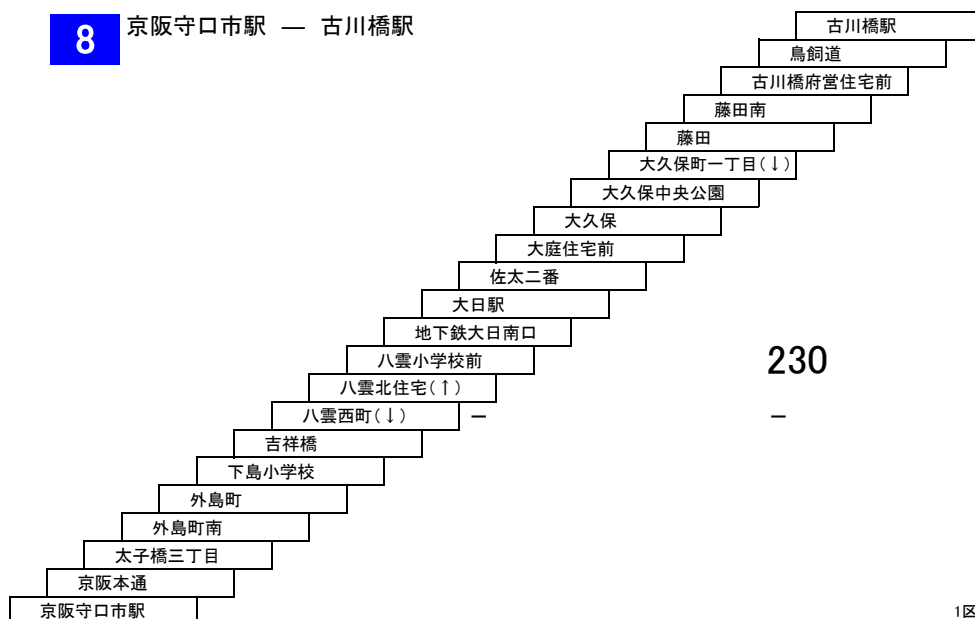 8 京阪守口市駅 ― 古川橋駅
古川橋駅
鳥飼道
古川橋府営住宅前
藤田南
藤田
大久保町一丁目(↓)
大久保中央公園
大久保
大庭住宅前
佐太二番
大日駅
地下鉄大日南口
八雲小学校前
230
八雲北住宅(↑)
八雲西町(↓) － －
吉祥橋
下島小学校
外島町
外島町南
太子橋三丁目
京阪本通
京阪守口市駅
1区